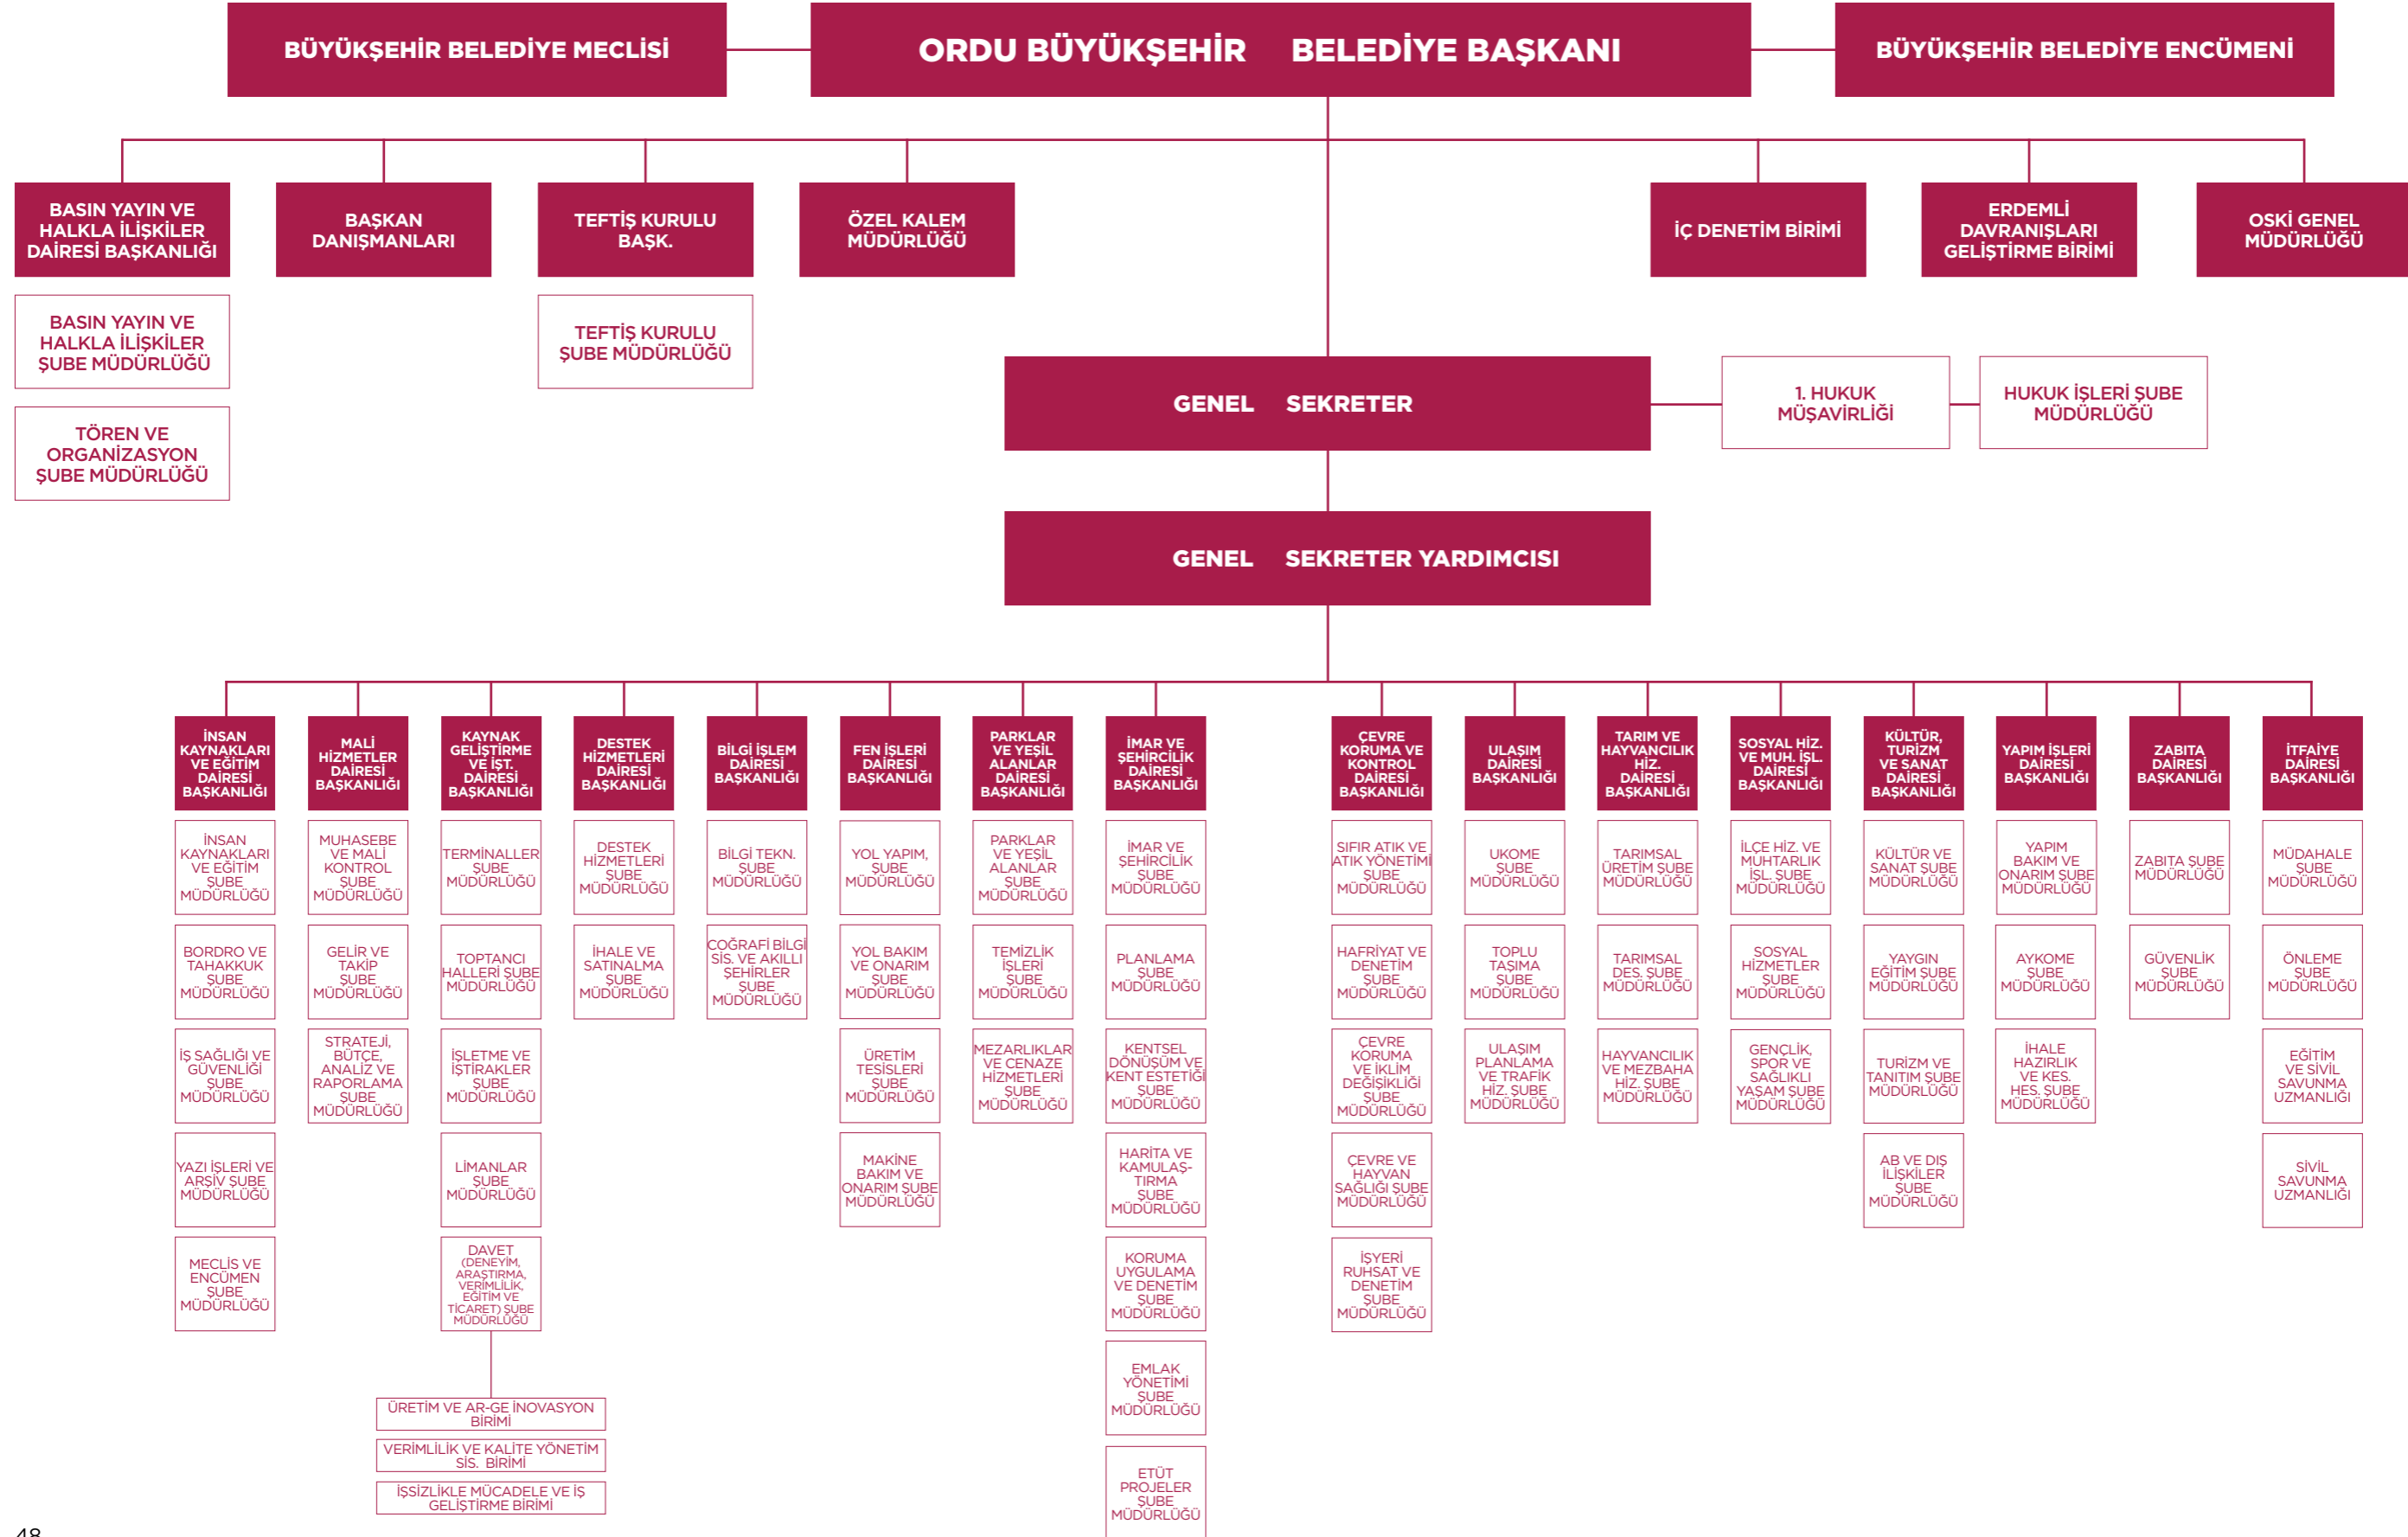 BÜYÜKŞEHİR BELEDİYE MECLİSİ
ORDU BÜYÜKŞEHİR BELEDİYE BAŞKANI
BÜYÜKŞEHİR BELEDİYE ENCÜMENİ
BASIN YAYIN VE
HALKLA İLİŞKİLER
DAİRESİ BAŞKANLIĞI
BAŞKAN
DANIŞMANLARI
TEFTİŞ KURULU
BAŞK.
ÖZEL KALEM
MÜDÜRLÜĞÜ
İÇ DENETİM BİRİMİ
ERDEMLİ
DAVRANIŞLARI
GELİŞTİRME BİRİMİ
OSKİ GENEL
MÜDÜRLÜĞÜ
BASIN YAYIN VE
HALKLA İLİŞKİLER
ŞUBE MÜDÜRLÜĞÜ
TEFTİŞ KURULU
ŞUBE MÜDÜRLÜĞÜ
TÖREN VE
ORGANİZASYON
ŞUBE MÜDÜRLÜĞÜ
GENEL SEKRETER
1. HUKUK
MÜŞAVİRLİĞİ
HUKUK İŞLERİ ŞUBE
MÜDÜRLÜĞÜ
GENEL SEKRETER YARDIMCISI
İNSAN
KAYNAKLARI
VE EĞİTİM
DAİRESİ
BAŞKANLIĞI
MALİ
HİZMETLER
DAİRESİ
BAŞKANLIĞI
KAYNAK
GELİŞTİRME
VE İŞT.
DAİRESİ
BAŞKANLIĞI
DESTEK
HİZMETLERİ
DAİRESİ
BAŞKANLIĞI
BİLGİ İŞLEM
DAİRESİ
BAŞKANLIĞI
FEN İŞLERİ
DAİRESİ
BAŞKANLIĞI
PARKLAR
VE YEŞİL
ALANLAR
DAİRESİ
BAŞKANLIĞI
İMAR VE
ŞEHİRCİLİK
DAİRESİ
BAŞKANLIĞI
ÇEVRE
KORUMA VE
KONTROL
DAİRESİ
BAŞKANLIĞI
ULAŞIM
DAİRESİ
BAŞKANLIĞI
TARIM VE
HAYVANCILIK
HİZ.
DAİRESİ
BAŞKANLIĞI
SOSYAL HİZ.
VE MUH. İŞL.
DAİRESİ
BAŞKANLIĞI
KÜLTÜR,
TURİZM
VE SANAT
DAİRESİ
BAŞKANLIĞI
YAPIM İŞLERİ
DAİRESİ
BAŞKANLIĞI
ZABITA
DAİRESİ
BAŞKANLIĞI
İTFAİYE
DAİRESİ
BAŞKANLIĞI
İNSAN
KAYNAKLARI
VE EĞİTİM
ŞUBE
MÜDÜRLÜĞÜ
MUHASEBE
VE MALİ
KONTROL
ŞUBE
MÜDÜRLÜĞÜ
TERMİNALLER
ŞUBE
MÜDÜRLÜĞÜ
DESTEK
HİZMETLERİ
ŞUBE
MÜDÜRLÜĞÜ
BİLGİ TEKN.
ŞUBE
MÜDÜRLÜĞÜ
YOL YAPIM,
ŞUBE
MÜDÜRLÜĞÜ
PARKLAR
VE YEŞİL
ALANLAR
ŞUBE
MÜDÜRLÜĞÜ
İMAR VE
ŞEHİRCİLİK
ŞUBE
MÜDÜRLÜĞÜ
SIFIR ATIK VE
ATIK YÖNETİMİ
ŞUBE
MÜDÜRLÜĞÜ
UKOME
ŞUBE
MÜDÜRLÜĞÜ
TARIMSAL
ÜRETİM ŞUBE
MÜDÜRLÜĞÜ
İLÇE HİZ. VE
MUHTARLIK
İŞL. ŞUBE
MÜDÜRLÜĞÜ
KÜLTÜR VE
SANAT ŞUBE
MÜDÜRLÜĞÜ
YAPIM
BAKIM VE
ONARIM ŞUBE
MÜDÜRLÜĞÜ
ZABITA ŞUBE
MÜDÜRLÜĞÜ
MÜDAHALE
ŞUBE
MÜDÜRLÜĞÜ
BORDRO VE
TAHAKKUK
ŞUBE
MÜDÜRLÜĞÜ
GELİR VE
TAKİP
ŞUBE
MÜDÜRLÜĞÜ
TOPTANCI
HALLERİ ŞUBE
MÜDÜRLÜĞÜ
İHALE VE
SATINALMA
ŞUBE
MÜDÜRLÜĞÜ
COĞRAFİ BİLGİ
SİS. VE AKILLI
ŞEHİRLER
ŞUBE
MÜDÜRLÜĞÜ
YOL BAKIM
VE ONARIM
ŞUBE
MÜDÜRLÜĞÜ
TEMİZLİK
İŞLERİ
ŞUBE
MÜDÜRLÜĞÜ
PLANLAMA
ŞUBE
MÜDÜRLÜĞÜ
HAFRİYAT VE
DENETİM
ŞUBE
MÜDÜRLÜĞÜ
TOPLU
TAŞIMA
ŞUBE
MÜDÜRLÜĞÜ
TARIMSAL
DES. ŞUBE
MÜDÜRLÜĞÜ
SOSYAL
HİZMETLER
ŞUBE
MÜDÜRLÜĞÜ
YAYGIN
EĞİTİM ŞUBE
MÜDÜRLÜĞÜ
AYKOME
ŞUBE
MÜDÜRLÜĞÜ
GÜVENLİK
ŞUBE
MÜDÜRLÜĞÜ
ÖNLEME
ŞUBE
MÜDÜRLÜĞÜ
İŞ SAĞLIĞI VE
GÜVENLİĞİ
ŞUBE
MÜDÜRLÜĞÜ
STRATEJİ,
BÜTÇE,
ANALİZ VE
RAPORLAMA
ŞUBE
MÜDÜRLÜĞÜ
İŞLETME VE
İŞTİRAKLER
ŞUBE
MÜDÜRLÜĞÜ
ÜRETİM
TESİSLERİ
ŞUBE
MÜDÜRLÜĞÜ
MEZARLIKLAR
VE CENAZE
HİZMETLERİ
ŞUBE
MÜDÜRLÜĞÜ
KENTSEL
DÖNÜŞÜM VE
KENT ESTETİĞİ
ŞUBE
MÜDÜRLÜĞÜ
ÇEVRE
KORUMA
VE İKLİM
DEĞİŞİKLİĞİ
ŞUBE
MÜDÜRLÜĞÜ
ULAŞIM
PLANLAMA
VE TRAFİK
HİZ. ŞUBE
MÜDÜRLÜĞÜ
HAYVANCILIK
VE MEZBAHA
HİZ. ŞUBE
MÜDÜRLÜĞÜ
GENÇLİK,
SPOR VE
SAĞLIKLI
YAŞAM ŞUBE
MÜDÜRLÜĞÜ
TURİZM VE
TANITIM ŞUBE
MÜDÜRLÜĞÜ
İHALE
HAZIRLIK
VE KES.
HES. ŞUBE
MÜDÜRLÜĞÜ
EĞİTİM
VE SİVİL
SAVUNMA
UZMANLIĞI
YAZI İŞLERİ VE
ARŞİV ŞUBE
MÜDÜRLÜĞÜ
LİMANLAR
ŞUBE
MÜDÜRLÜĞÜ
MAKİNE
BAKIM VE
ONARIM ŞUBE
MÜDÜRLÜĞÜ
HARİTA VE
KAMULAŞ-
TIRMA
ŞUBE
MÜDÜRLÜĞÜ
ÇEVRE VE
HAYVAN
SAĞLIĞI ŞUBE
MÜDÜRLÜĞÜ
AB VE DIŞ
İLİŞKİLER
ŞUBE
MÜDÜRLÜĞÜ
SİVİL
SAVUNMA
UZMANLIĞI
MECLİS VE
ENCÜMEN
ŞUBE
MÜDÜRLÜĞÜ
DAVET
(DENEYİM,
ARAŞTIRMA,
VERİMLİLİK,
EĞİTİM VE
TİCARET) ŞUBE
MÜDÜRLÜĞÜ
KORUMA
UYGULAMA
VE DENETİM
ŞUBE
MÜDÜRLÜĞÜ
İŞYERİ
RUHSAT VE
DENETİM
ŞUBE
MÜDÜRLÜĞÜ
EMLAK
YÖNETİMİ
ŞUBE
MÜDÜRLÜĞÜ
ÜRETİM VE AR-GE İNOVASYON
BİRİMİ
VERİMLİLİK VE KALİTE YÖNETİM
SİS. BİRİMİ
İŞSİZLİKLE MÜCADELE VE İŞ
GELİŞTİRME BİRİMİ
ETÜT
PROJELER
ŞUBE
MÜDÜRLÜĞÜ
48